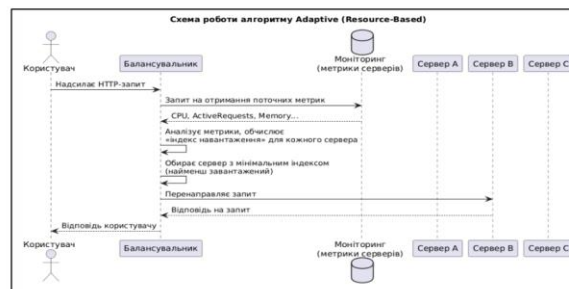 Схема роботи алгоритму Adaptive (Resource-Based)
Користувач
Балансувальник
Моніторинг
(метрики серверів)
Сервер A
Сервер B
Сервер C
Надсилає HTTP-запит
Запит на отримання поточних метрик
CPU, ActiveRequests, Memory...
Аналізує метрики, обчислює
«індекс навантаження» для кожного сервера
Обирає сервер з мінімальним індексом
(найменш завантажений)
Перенаправляє запит
Відповідь на запит
Відповідь користувачу
Користувач
Балансувальник
Моніторинг
(метрики серверів)
Сервер A
Сервер B
Сервер C